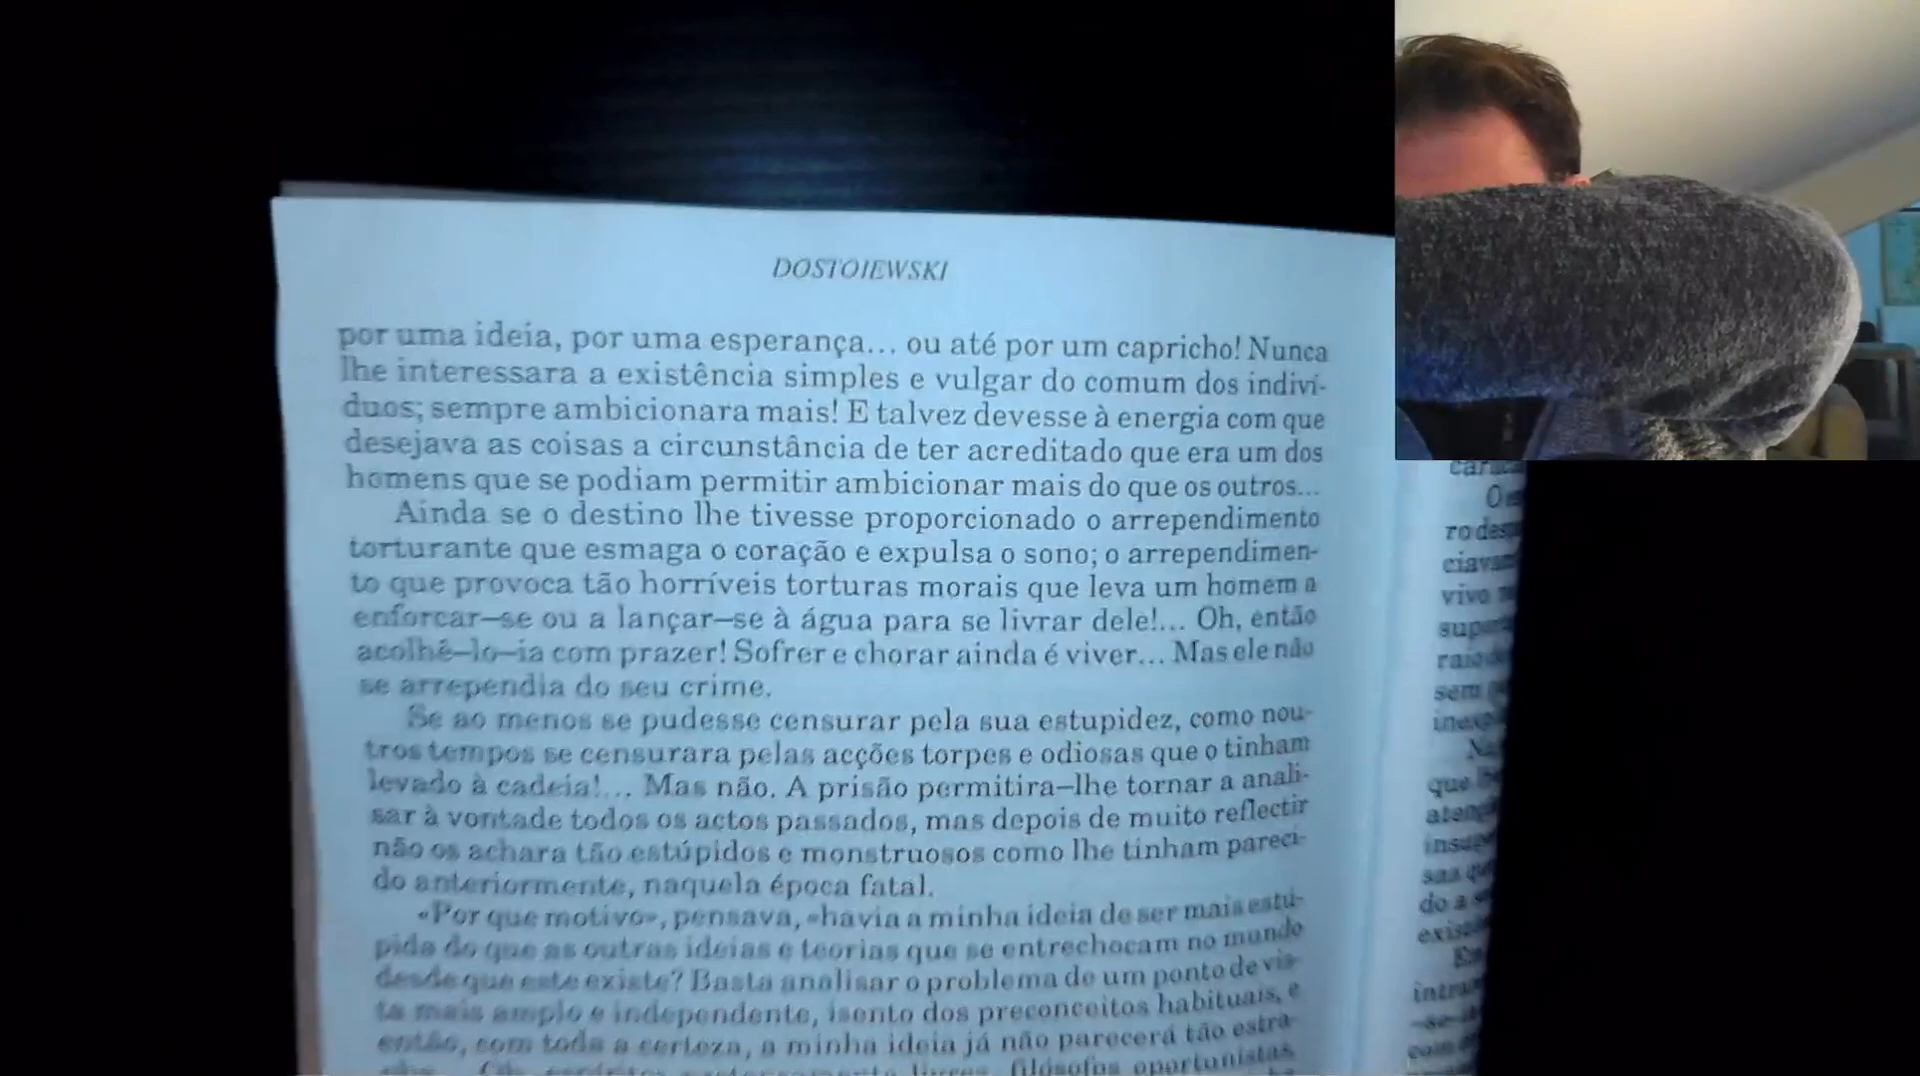 DOSTOIEWSKI
por uma ideia, por uma esperança... ou até por um capricho! Nunca
lhe interessara a existência simples e vulgar do comum dos indiví-
duos; sempre ambicionara mais! E talvez devesse à energia com que
desejava as coisas a circunstância de ter acreditado que era um dos
homens que se podiam permitir ambicionar mais do que os outros...
Ainda se o destino lhe tivesse proporcionado o arrependimento
torturante que esmaga o coração e expulsa o sono; o arrependimen-
to que provoca tão horríveis torturas morais que leva um homem a
enforcar-se ou a lançar-se à água para se livrar dele!... Oh, então
acolhê-lo-ia com prazer! Sofrer e chorar ainda é viver... Mas ele não
se arrependia do seu crime.
Se ao menos se pudesse censurar pela sua estupidez, como nou-
tros tempos se censurara pelas acções torpes e odiosas que o tinham
levado à cadeia!... Mas não. A prisão permitira-lhe tornar a anali-
sar à vontade todos os actos passados, mas depois de muito reflectir
não os achara tão estúpidos e monstruosos como lhe tinham pareci-
do anteriormente, naquela época fatal.
«Por que motivo», pensava, «havia a minha ideia de ser mais estú-
pida do que as outras ideias e teorias que se entrechocam no mundo
desde que este existe? Basta analisar o problema de um ponto de vis-
ta mais amplo e independente, isento dos preconceitos habituais, e
então, com toda a certeza, a minha ideia já não parecerá tão estra-
filósofos oportunistas
ro
vivo
sem
que
do a